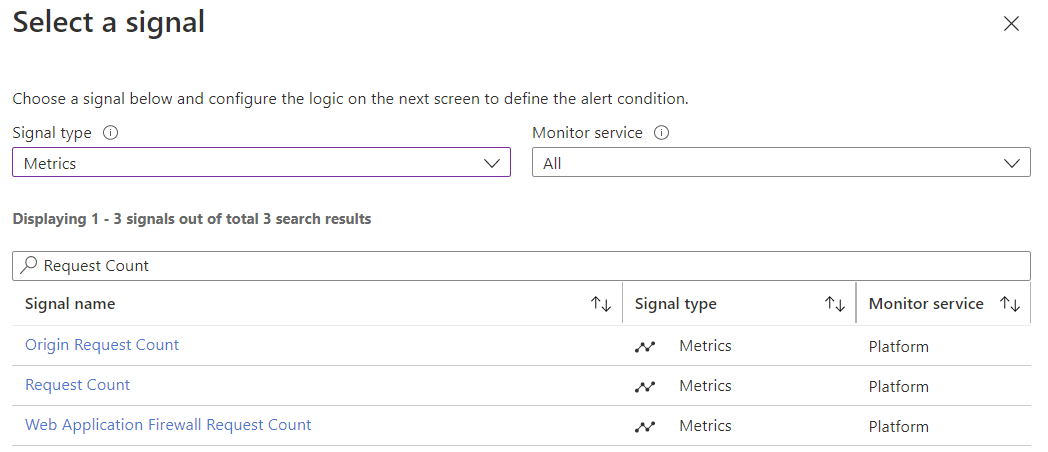 Select a signal
Choose a signal below and configure the logic on the next screen to define the alert condition.
Signal type Monitor service
Metrics All
Displaying 1 - 3 signals out of total 3 search results
Request Count
Signal name Signal type Monitor service
Origin Request Count Metrics Platform
Request Count Metrics Platform
Web Application Firewall Request Count Metrics Platform